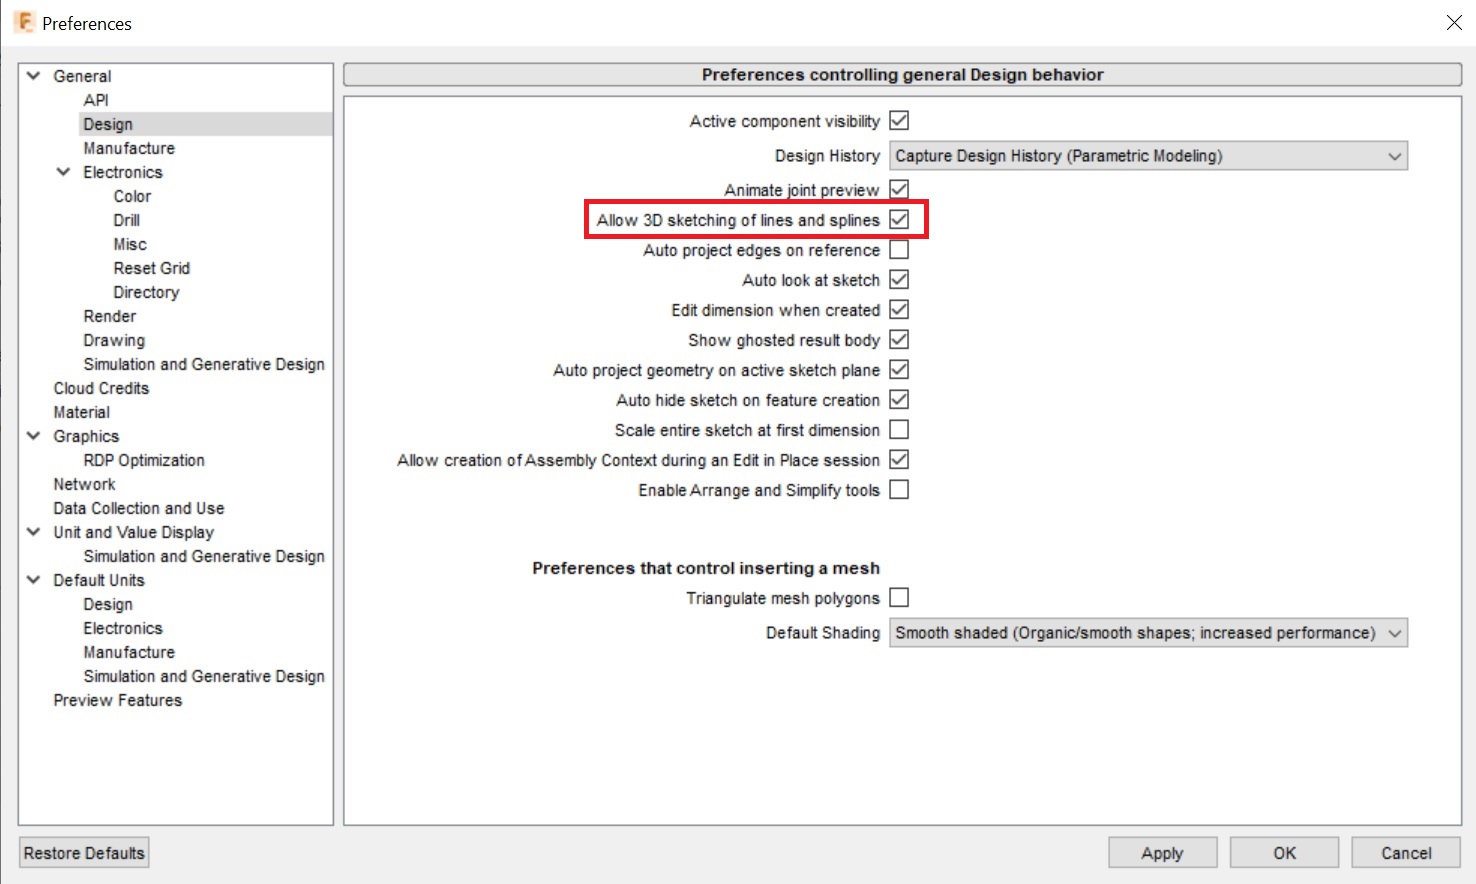 Preferences
General
API
Design
Manufacture
Electronics
Color
Drill
Misc
Reset Grid
Directory
Render
Drawing
Simulation and Generative Design
Cloud Credits
Material
Graphics
RDP Optimization
Network
Data Collection and Use
Unit and Value Display
Simulation and Generative Design
Default Units
Design
Electronics
Manufacture
Simulation and Generative Design
Preview Features
Preferences controlling general Design behavior
Active component visibility
Design History Capture Design History (Parametric Modeling)
Animate joint preview
Allow 3D sketching of lines and splines
Auto project edges on reference
Auto look at sketch
Edit dimension when created
Show ghosted result body
Auto project geometry on active sketch plane
Auto hide sketch on feature creation
Scale entire sketch at first dimension
Allow creation of Assembly Context during an Edit in Place session
Enable Arrange and Simplify tools
Preferences that control inserting a mesh
Triangulate mesh polygons
Default Shading Smooth shaded (Organic/smooth shapes; increased performance)
Restore Defaults Apply OK Cancel